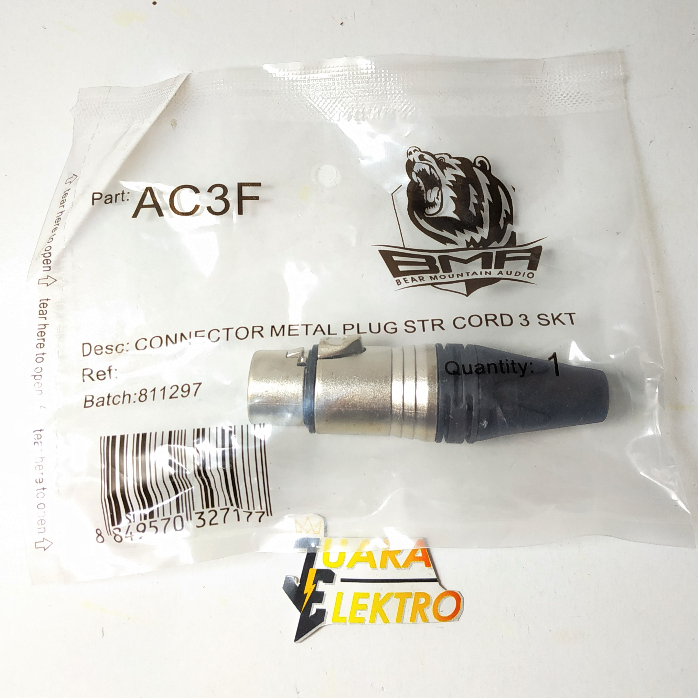 Part: AC3F
BMA
BEAR MOUNTAIN AUDIO
Desc: CONNECTOR METAL PLUG STR CORD 3 SKT
Ref:
Quantity: 1
Batch:811297
8 849570 327177
tear here to open
tear here to open
tear here to open
JUARA
ELEKTRO